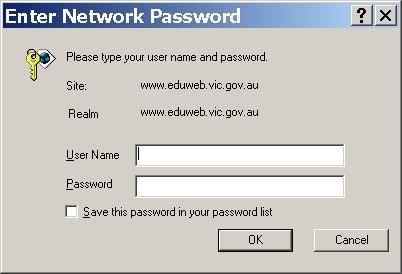 Enter Network Password
Please type your user name and password.
Site: www.eduweb.vic.gov.au
Realm www.eduweb.vic.gov.au
User Name
Password
Save this password in your password list
OK Cancel